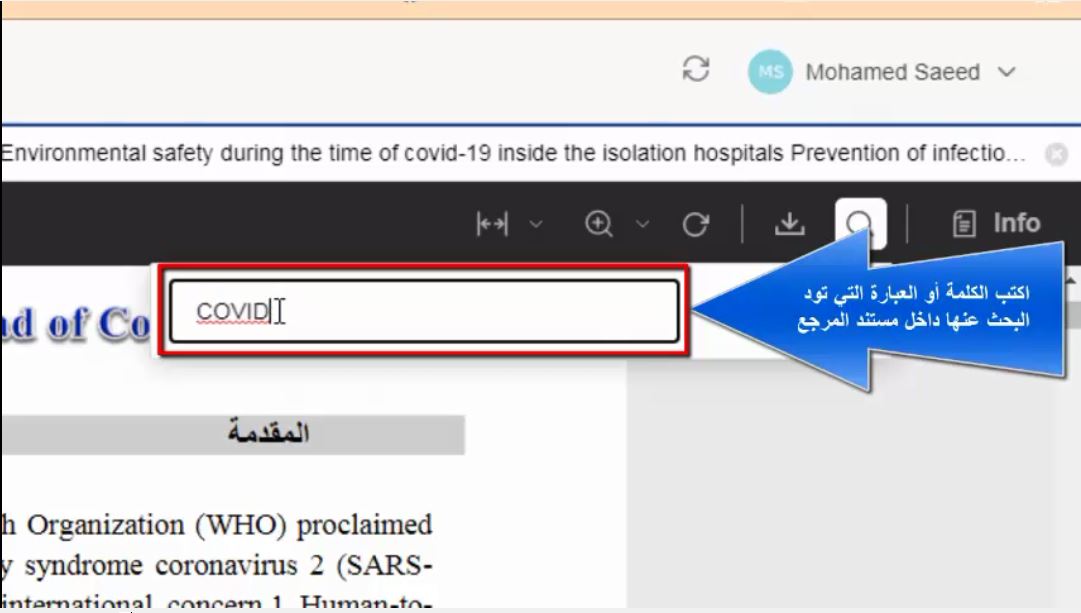 MS Mohamed Saeed
Environmental safety during the time of covid-19 inside the isolation hospitals Prevention of infectio...
Info
COVID
اكتب الكلمة أو العبارة التي تود
البحث عنها داخل مستند المرجع
ad of Co
المقدمة
h Organization (WHO) proclaimed
y syndrome coronavirus 2 (SARS-
international concern.1 Human-to-